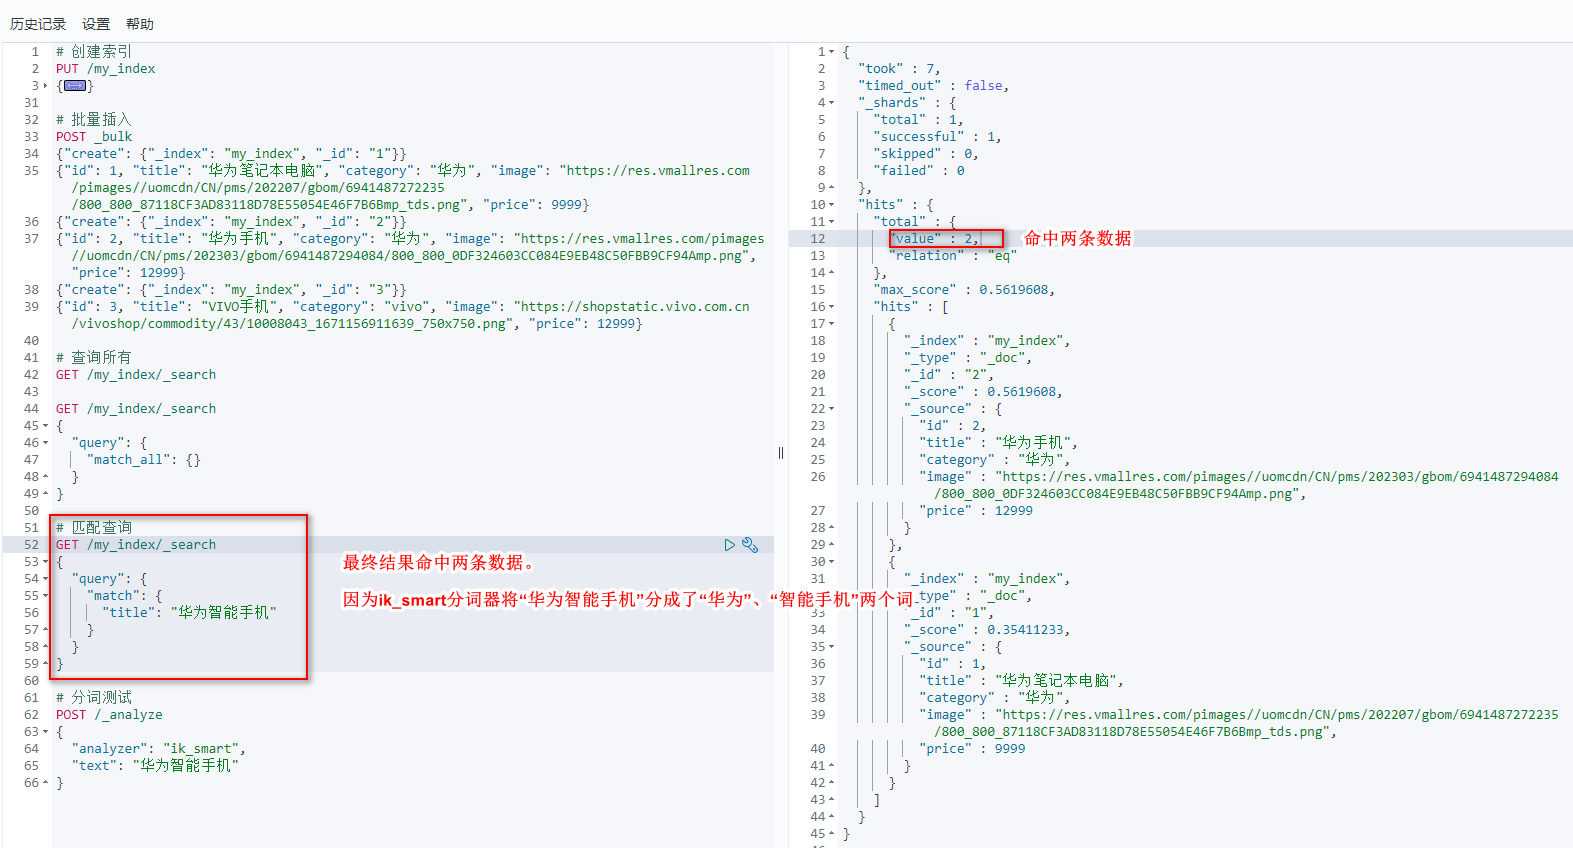 历史记录 设置 帮助
1 # 创建索引
2 PUT /my_index
3 {}
31
32 # 批量插入
33 POST _bulk
34 {"create": {"_index": "my_index", "_id": "1"}}
35 {"id": 1, "title": "华为笔记本电脑", "category": "华为", "image": "https://res.vmallres.com
/pimages//uomcdn/CN/pms/202207/gbom/6941487272235
/800_800_87118CF3AD83118D78E55054E46F7B6Bmp_tds.png", "price": 9999}
36 {"create": {"_index": "my_index", "_id": "2"}}
37 {"id": 2, "title": "华为手机", "category": "华为", "image": "https://res.vmallres.com/pimages
//uomcdn/CN/pms/202303/gbom/6941487294084/800_800_0DF324603CC084E9EB48C50FBB9CF94Amp.png",
"price": 12999}
38 {"create": {"_index": "my_index", "_id": "3"}}
39 {"id": 3, "title": "VIVO手机", "category": "vivo", "image": "https://shopstatic.vivo.com.cn
/vivoshop/commodity/43/10008043_1671156911639_750x750.png", "price": 12999}
40
41 # 查询所有
42 GET /my_index/_search
43
44 GET /my_index/_search
45 {
46 "query": {
47 "match_all": {}
48 }
49 }
50
51 # 匹配查询
52 GET /my_index/_search
53 {
54 "query": {
55 "match": {
56 "title": "华为智能手机"
57 }
58 }
59 }
60
61 # 分词测试
62 POST /_analyze
63 {
64 "analyzer": "ik_smart",
65 "text": "华为智能手机"
66 }
最终结果命中两条数据。
因为ik_smart分词器将“华为智能手机”分成了“华为”、“智能手机”两个词
1 {
2 "took" : 7,
3 "timed_out" : false,
4 "_shards" : {
5 "total" : 1,
6 "successful" : 1,
7 "skipped" : 0,
8 "failed" : 0
9 },
10 "hits" : {
11 "total" : {
12 "value" : 2, 命中两条数据
13 "relation" : "eq"
14 },
15 "max_score" : 0.5619608,
16 "hits" : [
17 {
18 "_index" : "my_index",
19 "_type" : "_doc",
20 "_id" : "2",
21 "_score" : 0.5619608,
22 "_source" : {
23 "id" : 2,
24 "title" : "华为手机",
25 "category" : "华为",
26 "image" : "https://res.vmallres.com/pimages//uomcdn/CN/pms/202303/gbom/6941487294084
/800_800_0DF324603CC084E9EB48C50FBB9CF94Amp.png",
27 "price" : 12999
28 }
29 },
30 {
31 "_index" : "my_index",
_type" : "_doc",
33 "_id" : "1",
34 "_score" : 0.35411233,
35 "_source" : {
36 "id" : 1,
37 "title" : "华为笔记本电脑",
38 "category" : "华为",
39 "image" : "https://res.vmallres.com/pimages//uomcdn/CN/pms/202207/gbom/6941487272235
/800_800_87118CF3AD83118D78E55054E46F7B6Bmp_tds.png",
40 "price" : 9999
41 }
42 }
43 ]
44 }
45 }